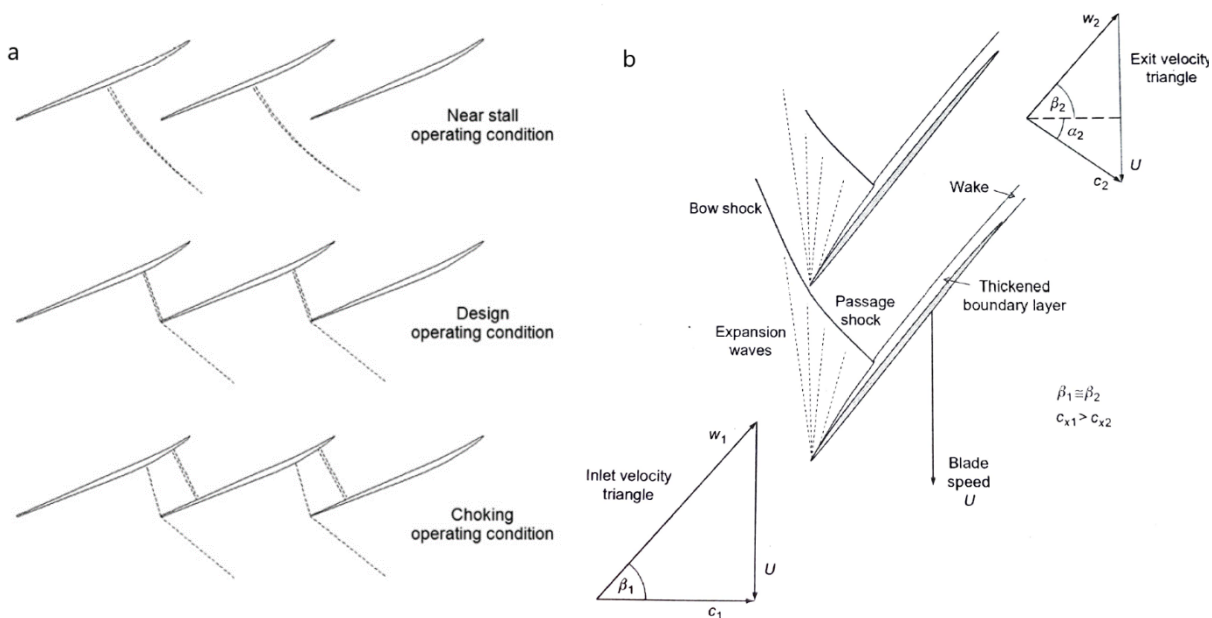 a
Near stall
operating condition
Design
operating condition
Choking
operating condition
b
w2
Exit velocity
triangle
β2
α2
U
c2
Wake
Bow shock
Thickened
boundary layer
Passage
shock
Expansion
waves
β1≅β2
cx1> cx2
w1
Blade
speed
U
Inlet velocity
triangle
U
β1
c1